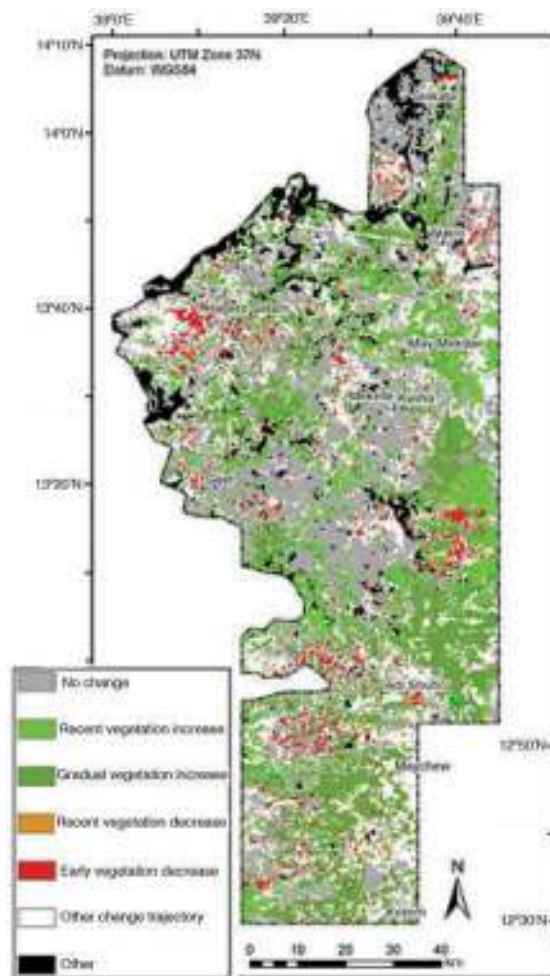 39°0'E 39°20'E 39°40'E
14°10'N
Projection: UTM Zone 37N
Datum: WGS84
14°0'N
13°40'N
May Mekden
13°20'N
12°50'N
Maychew
No change
Recent vegetation increase
Gradual vegetation increase
Recent vegetation decrease
Early vegetation decrease
Other change trajectory
Other
N
12°30'N
0 5 10 20 30 40
Km